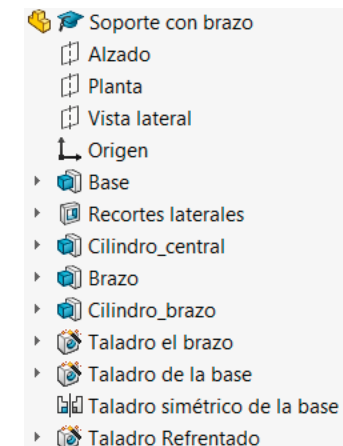 Soporte con brazo
Alzado
Planta
Vista lateral
Origen
Base
Recortes laterales
Cilindro_central
Brazo
Cilindro_brazo
Taladro el brazo
Taladro de la base
Taladro simétrico de la base
Taladro Refrentado